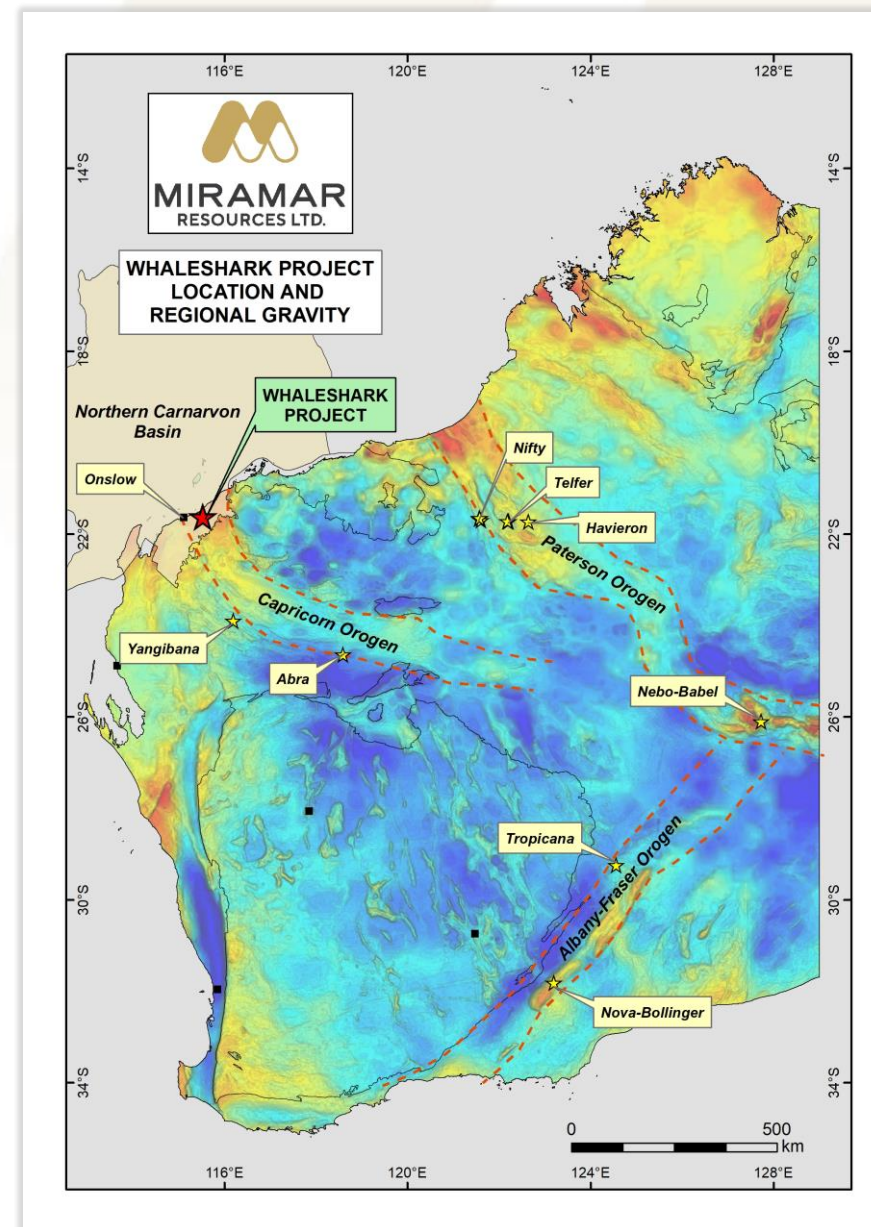 116°E
120°E
124°E
128°E
MIRAMAR
RESOURCES LTD.
WHALESHARK PROJECT
LOCATION AND
REGIONAL GRAVITY
14°S
14°S
18°S
18°S
WHALESHARK
PROJECT
Northern Carnarvon
Basin
Onslow
Nifty
Telfer
Havieron
22°S
22°S
Paterson Orogen
Capricorn Orogen
Yangibana
Abra
Nebo-Babel
26°S
26°S
Tropicana
Albany-Fraser Orogen
30°S
30°S
Nova-Bollinger
34°S
34°S
0 500
km
116°E
120°E
124°E
128°E